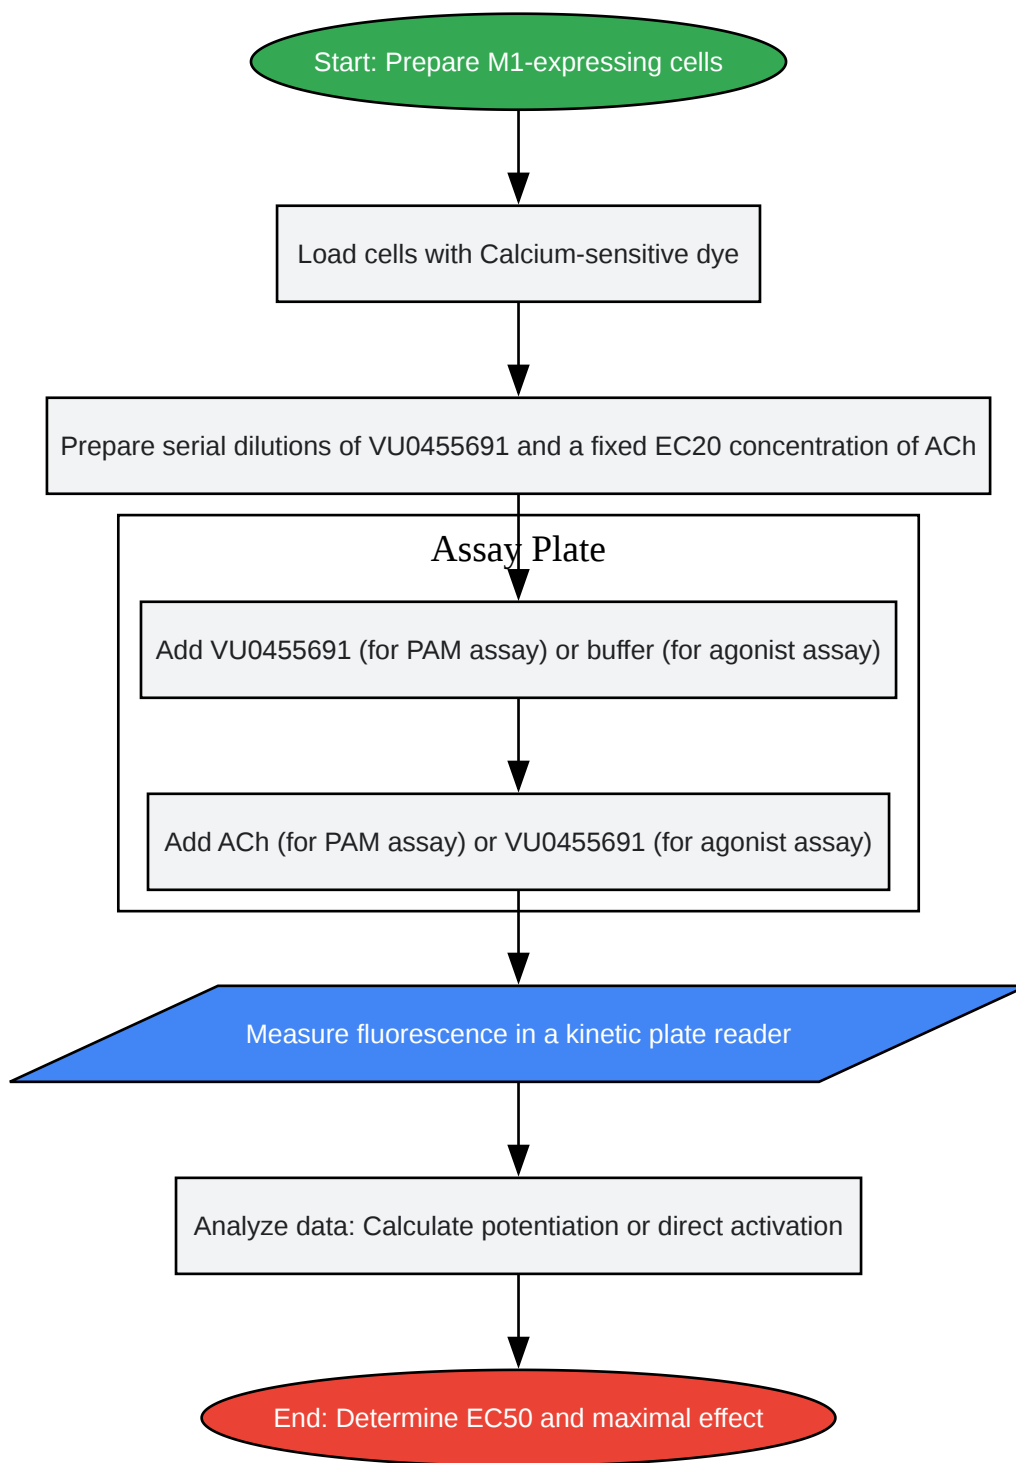 Start: Prepare M1-expressing cells
Load cells with Calcium-sensitive dye
Prepare serial dilutions of VU0455691 and a fixed EC20 concentration of ACh
Assay Plate
Add VU0455691 (for PAM assay) or buffer (for agonist assay)
Add ACh (for PAM assay) or VU0455691 (for agonist assay)
Measure fluorescence in a kinetic plate reader
Analyze data: Calculate potentiation or direct activation
End: Determine EC50 and maximal effect